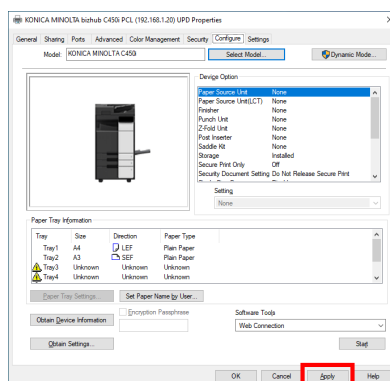 KONICA MINOLTA bizhub C450i PCL (192.168.1.20) UPD Properties
General Sharing Ports Advanced Color Management Security Configure Settings
Model: KONICA MINOLTA C450i Select Model... Dynamic Mode...
Device Option
Paper Source Unit None
Paper Source Unit(LCT) None
Finisher None
Punch Unit None
Z-Fold Unit None
Post Inserter None
Saddle Kit None
Storage Installed
Secure Print Only Off
Security Document Setting Do Not Release Secure Print
Setting
None
Paper Tray Information
Tray Size Direction Paper Type
Tray1 A4 LEF Plain Paper
Tray2 A3 SEF Plain Paper
Tray3 Unknown Unknown Unknown
Tray4 Unknown Unknown Unknown
Paper Tray Settings... Set Paper Name by User...
Obtain Device Information Encryption Passphrase Software Tools
Web Connection
Obtain Settings... Start
OK Cancel Apply Help